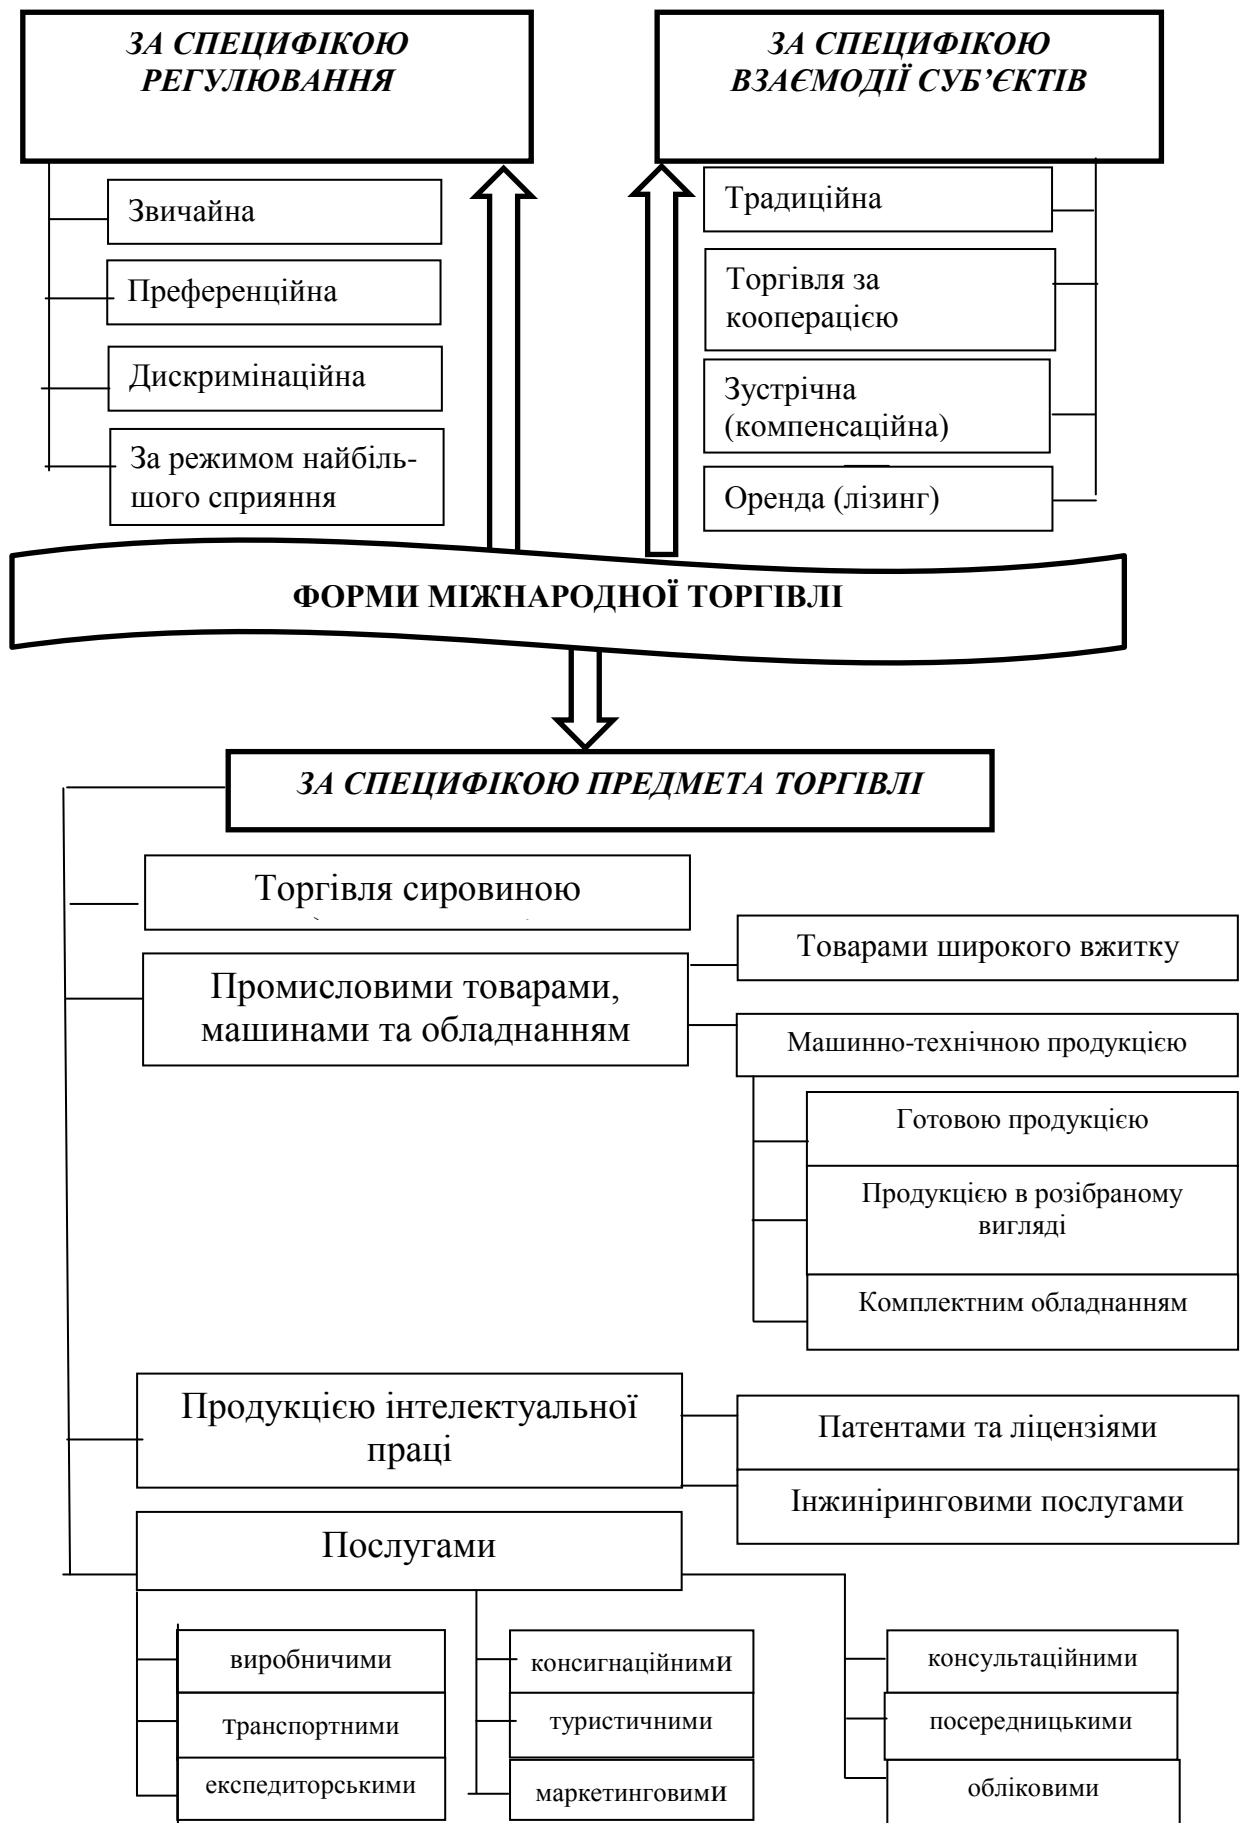 ЗА СПЕЦИФІКОЮ
РЕГУЛЮВАННЯ
Звичайна
Преференційна
Дискримінаційна
За режимом найбіль-
шого сприяння
ЗА СПЕЦИФІКОЮ
ВЗАЄМОДІЇ СУБ’ЄКТІВ
Традиційна
Торгівля за
кооперацією
Зустрічна
(компенсаційна)
Оренда (лізинг)
ФОРМИ МІЖНАРОДНОЇ ТОРГІВЛІ
ЗА СПЕЦИФІКОЮ ПРЕДМЕТА ТОРГІВЛІ
Торгівля сировиною
Промисловими товарами,
машинами та обладнанням
Товарами широкого вжитку
Машинно-технічною продукцією
Готовою продукцією
Продукцією в розібраному
вигляді
Комплектним обладнанням
Продукцією інтелектуальної
праці
Патентами та ліцензіями
Інжиніринговими послугами
Послугами
виробничими
транспортними
експедиторськими
консигнаційними
туристичними
маркетинговими
консультаційними
посередницькими
обліковими